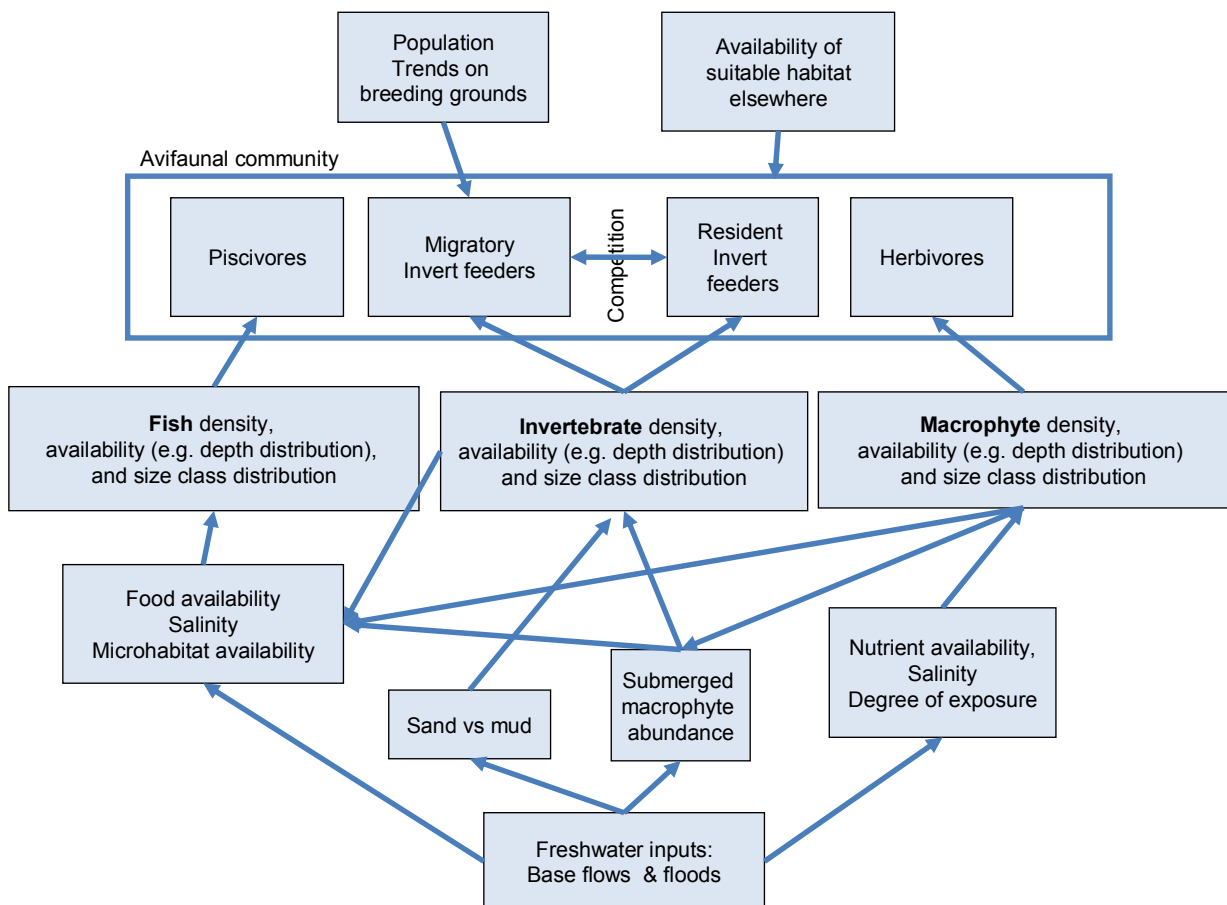 Population
Trends on
breeding grounds
Availability of
suitable habitat
elsewhere
Avifaunal community
Piscivores
Migratory
Invert feeders
Competition
Resident
Invert
feeders
Herbivores
Fish density,
availability (e.g. depth distribution),
and size class distribution
Invertebrate density,
availability (e.g. depth distribution)
and size class distribution
Macrophyte density,
availability (e.g. depth distribution)
and size class distribution
Food availability
Salinity
Microhabitat availability
Sand vs mud
Submerged
macrophyte
abundance
Nutrient availability,
Salinity
Degree of exposure
Freshwater inputs:
Base flows & floods